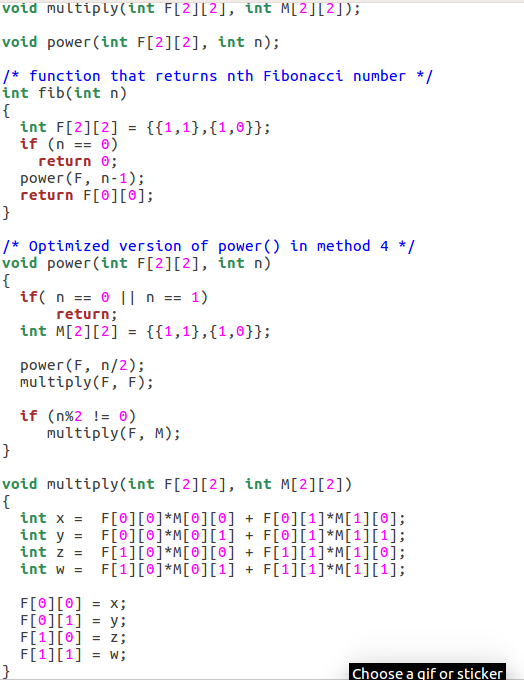 void multiply(int F[2][2], int M[2][2]);
void power(int F[2][2], int n);
/* function that returns nth Fibonacci number */
int fib(int n)
{
  int F[2][2] = {{1,1},{1,0}};
  if (n == 0)
    return 0;
  power(F, n-1);
  return F[0][0];
}
/* Optimized version of power() in method 4 */
void power(int F[2][2], int n)
{
  if( n == 0 || n == 1)
      return;
  int M[2][2] = {{1,1},{1,0}};
  power(F, n/2);
  multiply(F, F);
  if (n%2 != 0)
     multiply(F, M);
}
void multiply(int F[2][2], int M[2][2])
{
  int x =  F[0][0]*M[0][0] + F[0][1]*M[1][0];
  int y =  F[0][0]*M[0][1] + F[0][1]*M[1][1];
  int z =  F[1][0]*M[0][0] + F[1][1]*M[1][0];
  int w =  F[1][0]*M[0][1] + F[1][1]*M[1][1];
  F[0][0] = x;
  F[0][1] = y;
  F[1][0] = z;
  F[1][1] = w;
}
Choose a gif or sticker